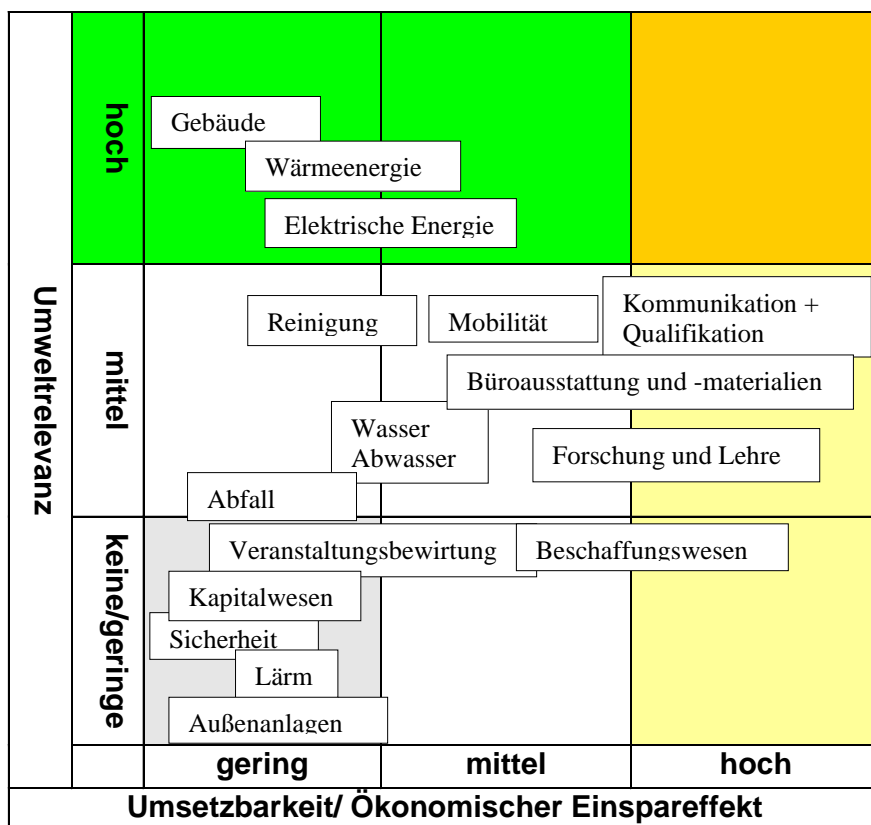 Umweltrelevanz
hoch
Gebäude
Wärmeenergie
Elektrische Energie
mittel
Reinigung
Mobilität
Kommunikation +
Qualifikation
Büroausstattung und -materialien
Wasser
Abwasser
Forschung und Lehre
Abfall
keine/geringe
Veranstaltungsbewirtung
Beschaffungswesen
Kapitalwesen
Sicherheit
Lärm
Außenanlagen
gering
mittel
hoch
Umsetzbarkeit/ Ökonomischer Einspareffekt